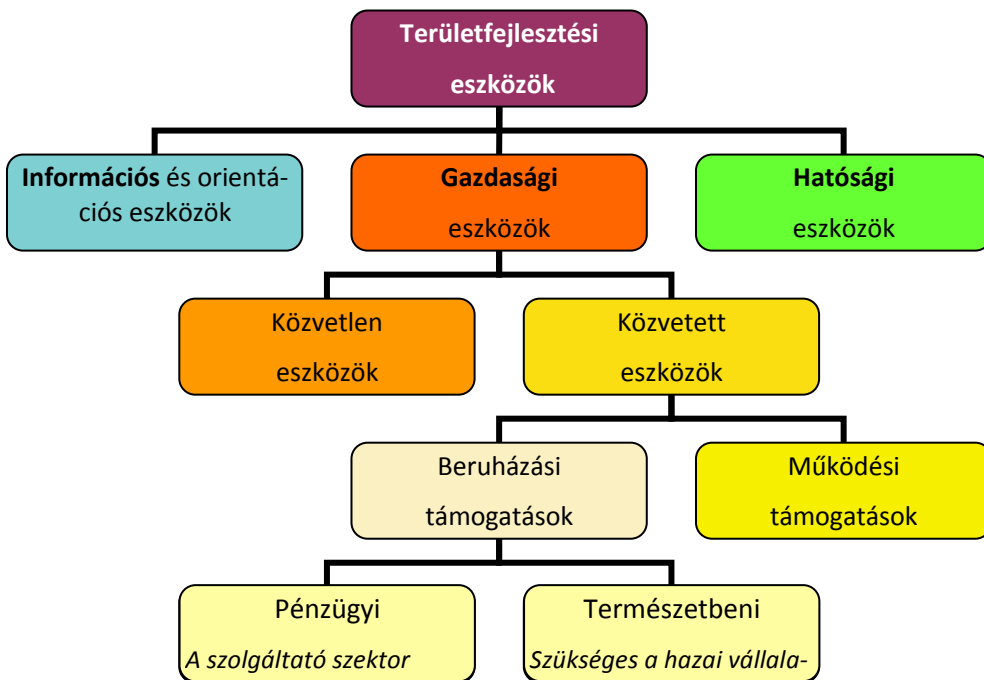 Területfejlesztési
eszközök
Információs és orientá-
ciós eszközök
Gazdasági
eszközök
Hatósági
eszközök
Közvetlen
eszközök
Közvetett
eszközök
Beruházási
támogatások
Működési
támogatások
Pénzügyi
A szolgáltató szektor
Természetbeni
Szükséges a hazai vállala-